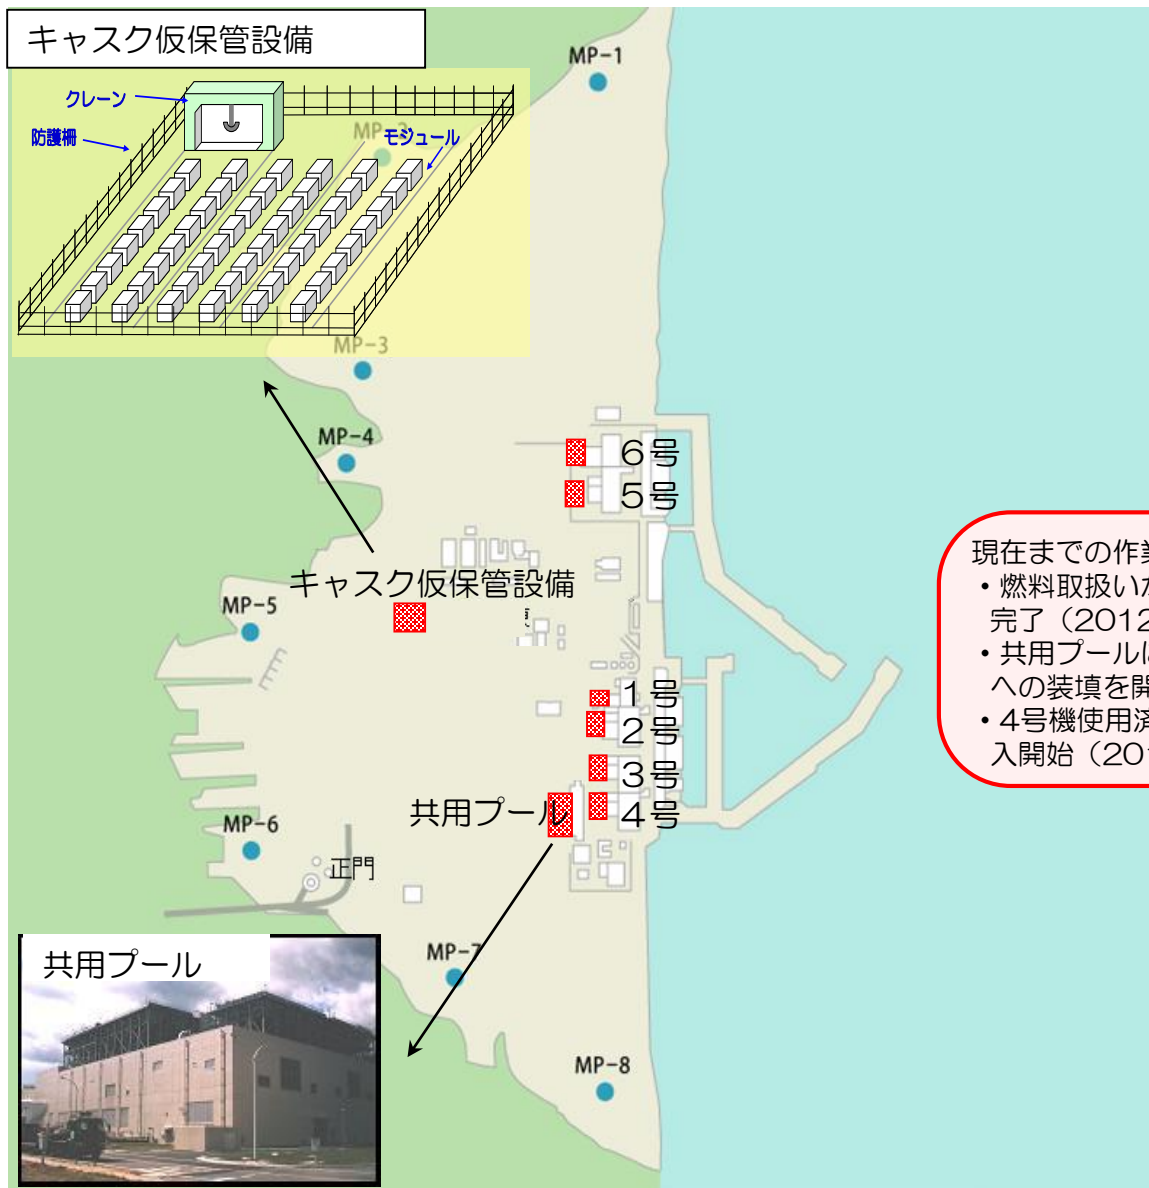 キャスク仮保管設備
MP-1
クレーン
防護柵
MP-2
モジュール
MP-3
MP-4
6号
5号
キャスク仮保管設備
MP-5
1号
2号
3号
共用プール
4号
MP-6
正門
MP-7
共用プール
MP-8
現在までの作業
・燃料取扱いが
完了（2012
・共用プールに
への装填を開
・4号機使用済
入開始（201